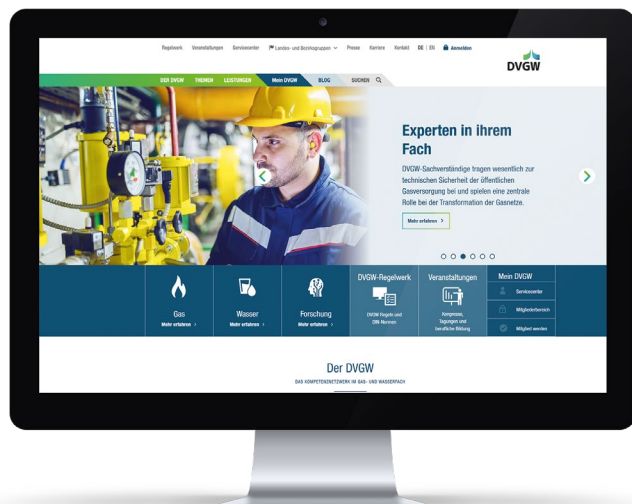 Regelwerk Veranstaltungen Servicecenter Landes- und Bezirksgruppen Presse Karriere Kontakt DE | EN Anmelden
DVGW
DER DVGW THEMEN LEISTUNGEN Mein DVGW BLOG SUCHEN
Experten in ihrem
Fach
DVGW-Sachverständige tragen wesentlich zur
technischen Sicherheit der öffentlichen
Gasversorgung bei und spielen eine zentrale
Rolle bei der Transformation der Gasnetze.
Mehr erfahren >
Gas
Mehr erfahren >
Wasser
Mehr erfahren >
Forschung
Mehr erfahren >
DVGW-Regelwerk
DVGW Regeln und
DIN-Normen
Veranstaltungen
Kongresse,
Tagungen und
berufliche Bildung
Mein DVGW
Servicecenter
Mitgliederbereich
Mitglied werden
Der DVGW
DAS KOMPETENZNETZWERK IM GAS- UND WASSERFACH